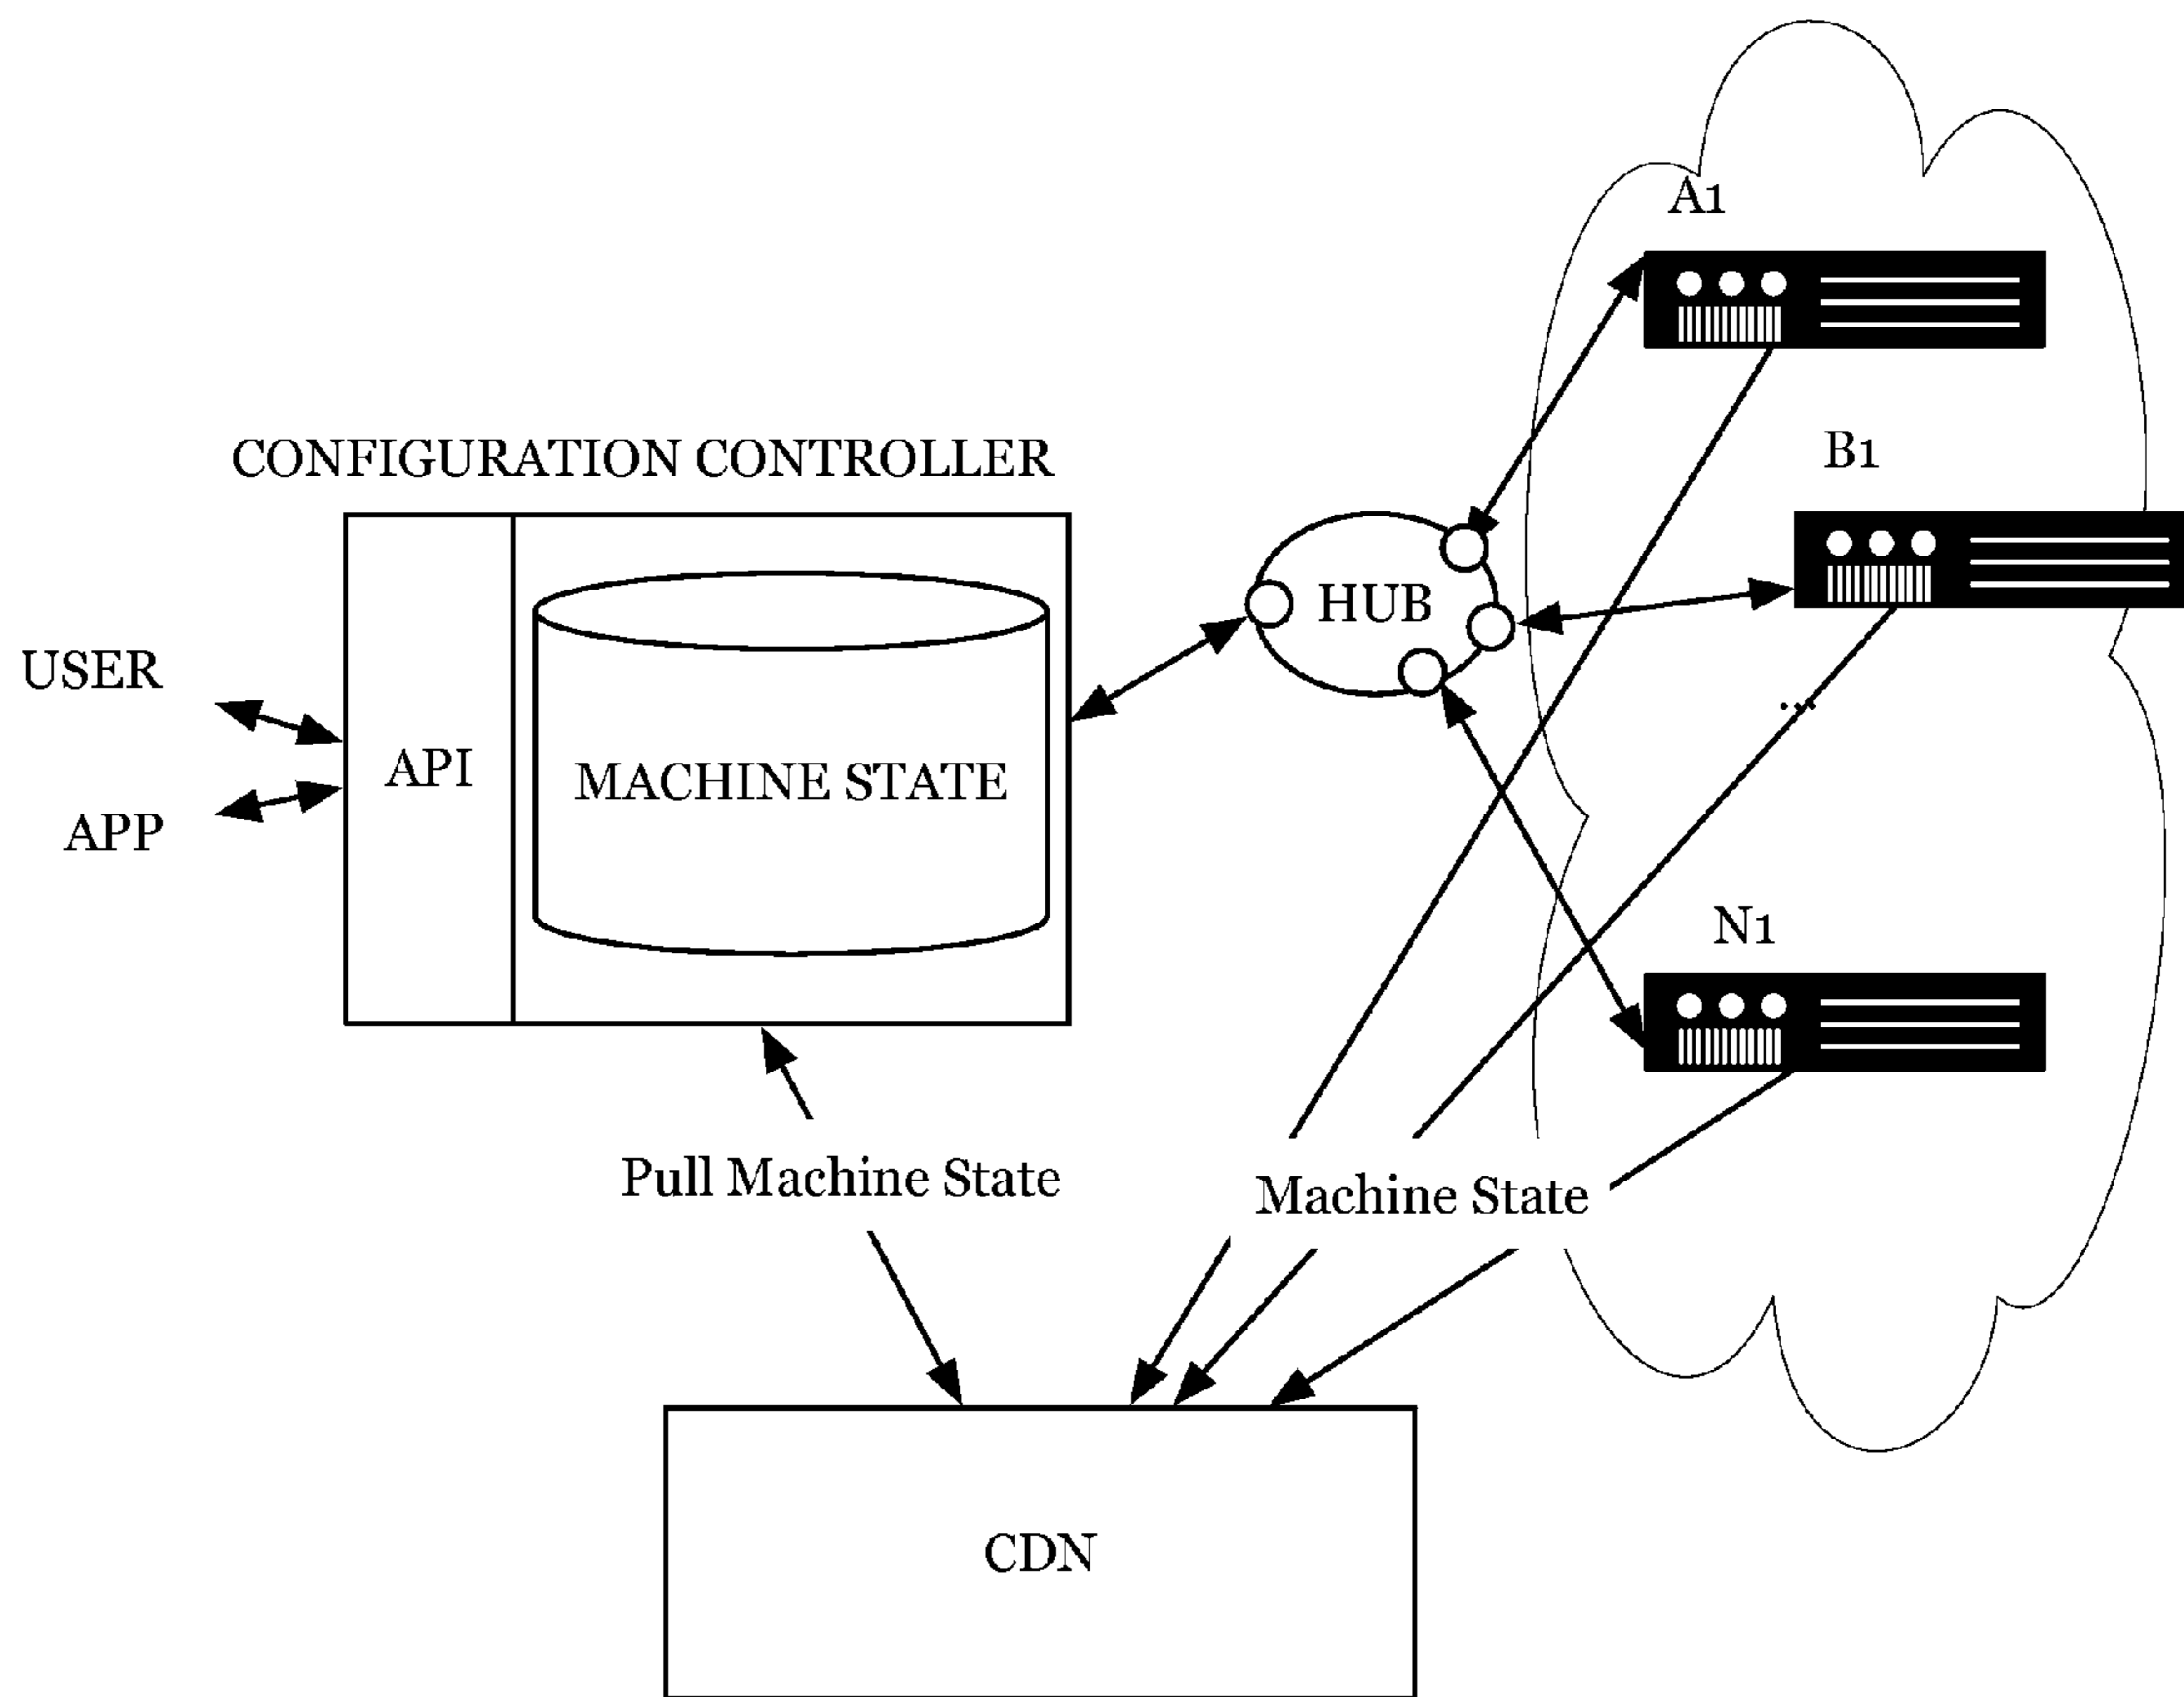 A1
B1
CONFIGURATION CONTROLLER
HUB
USER
API
MACHINE STATE
APP
...
N1
Pull Machine State
Machine State
CDN